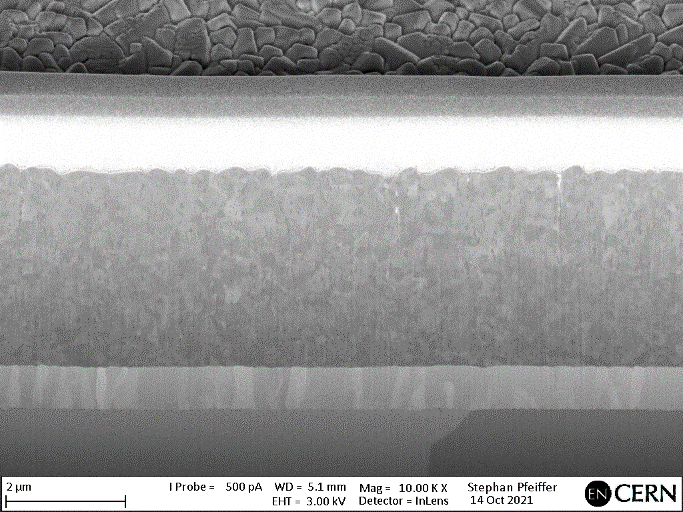 2 µm
I Probe = 500 pA WD = 5.1 mm Mag = 10.00 K X Stephan Pfeiffer
EHT = 3.00 kV Detector = InLens 14 Oct 2021
EN CERN